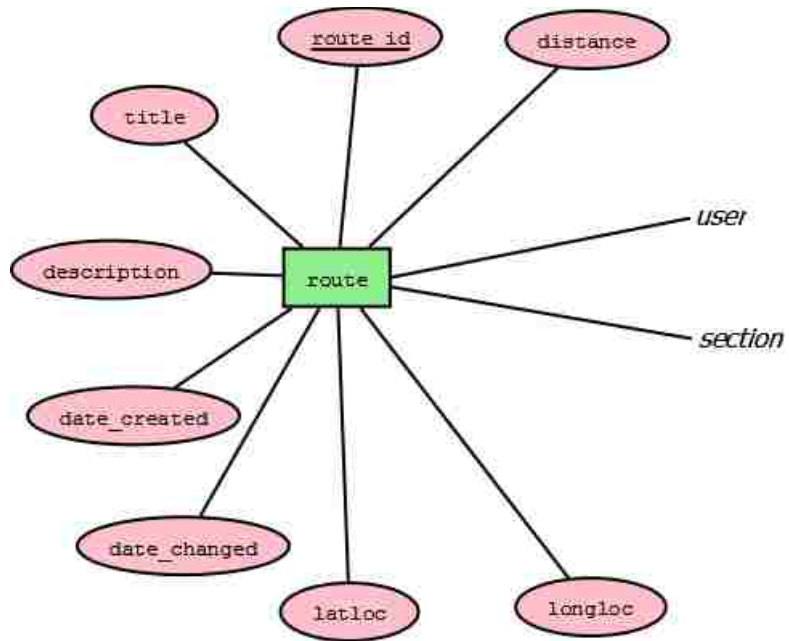 route_id
distance
title
user
description
route
section
date_created
date_changed
latloc
longloc